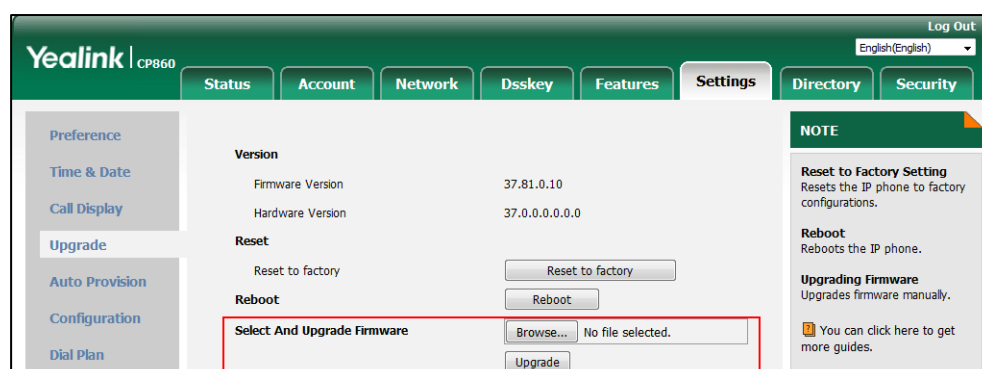 Log Out
Yealink | CP860
English(English)
Status Account Network Dsskey Features Settings Directory Security
Preference
Time & Date
Call Display
Upgrade
Auto Provision
Configuration
Dial Plan
Version
Firmware Version 37.81.0.10
Hardware Version 37.0.0.0.0.0.0
Reset
Reset to factory Reset to factory
Reboot Reboot
Select And Upgrade Firmware Browse... No file selected.
Upgrade
NOTE
Reset to Factory Setting
Resets the IP phone to factory
configurations.
Reboot
Reboots the IP phone.
Upgrading Firmware
Upgrades firmware manually.
You can click here to get
more guides.